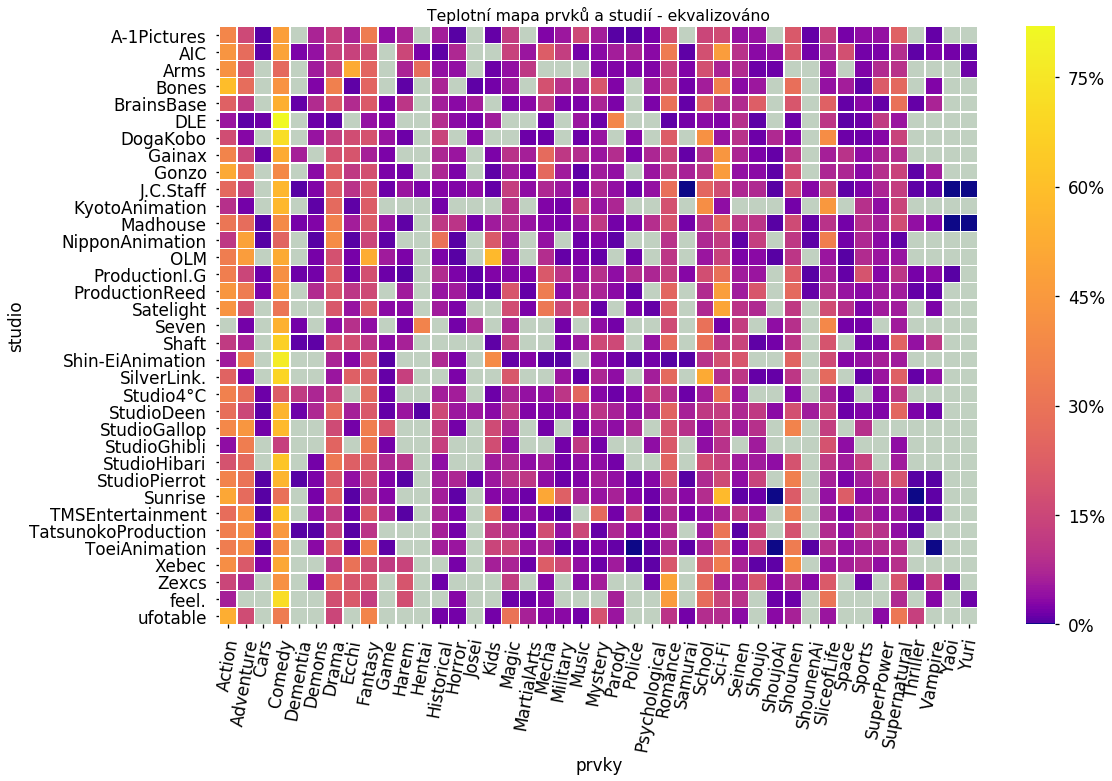 Teplotní mapa prvků a studií - ekvalizováno
studio
A-1Pictures
AIC
Arms
Bones
BrainsBase
DLE
DogaKobo
Gainax
Gonzo
J.C.Staff
KyotoAnimation
Madhouse
NipponAnimation
OLM
ProductionI.G
ProductionReed
Satelight
Seven
Shaft
Shin-EiAnimation
SilverLink.
Studio4°C
StudioDeen
StudioGallop
StudioGhibli
StudioHibari
StudioPierrot
Sunrise
TMSEntertainment
TatsunokoProduction
ToeiAnimation
Xebec
Zexcs
feel.
ufotable
Action
Adventure
Cars
Comedy
Dementia
Demons
Drama
Ecchi
Fantasy
Game
Harem
Hentai
Historical
Horror
Josei
Kids
Magic
MartialArts
Mecha
Military
Music
Mystery
Parody
Police
Psychological
Romance
Samurai
School
Sci-Fi
Seinen
Shoujo
ShoujoAi
Shounen
ShounenAi
SliceofLife
Space
Sports
SuperPower
Supernatural
Thriller
Vampire
Yaoi
Yuri
prvky
75%
60%
45%
30%
15%
0%